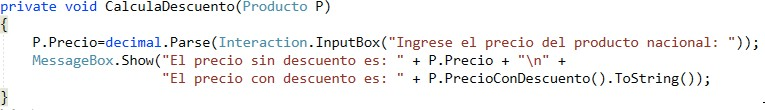 private void CalculaDescuento(Producto P)
{
P.Precio=decimal.Parse(Interaction.InputBox("Ingrese el precio del producto nacional: "));
MessageBox.Show("El precio sin descuento es: " + P.Precio + "\n" +
"El precio con descuento es: " + P.PrecioConDescuento().ToString());
}